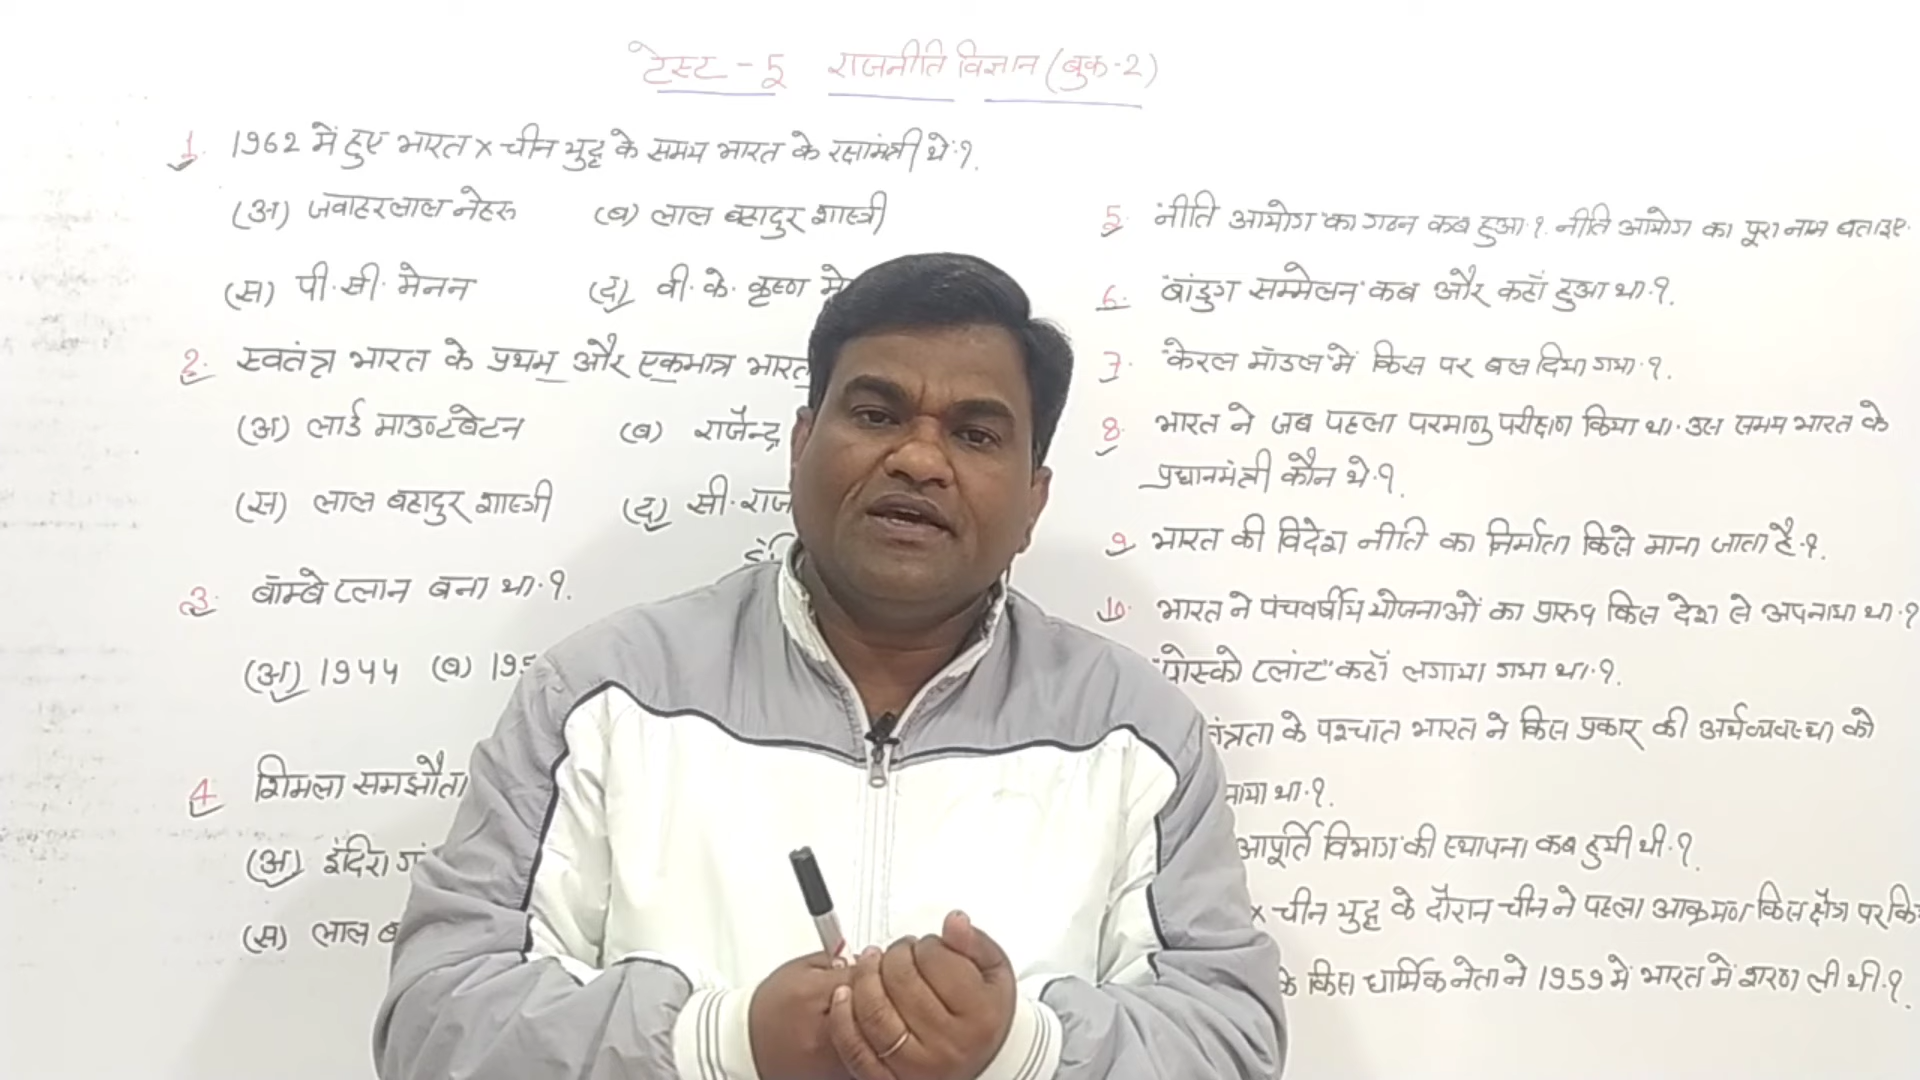 टेस्ट - 5 राजनीति विज्ञान (बुक-2)
1. 1962 में हुए भारत x चीन युद्ध के समय भारत के रक्षामंत्री थे.?.
(अ) जवाहरलाल नेहरू (ब) लाल बहादुर शास्त्री
(स) पी.सी. मेनन (द) वी.के. कृष्ण
2. स्वतंत्र भारत के प्रथम और एकमात्र
(अ) लार्ड माउण्टबेटन (ब) राजेन्द्र
(स) लाल बहादुर शास्त्री (द) सी.
3. बॉम्बे प्लान बना था.?.
(अ) 1944 (ब)
4 शिमला समझौता
(अ) इंदिरा
(स) लाल
5. नीति आयोग का गठन कब हुआ.?. नीति आयोग का पूरा नाम बताइए.
6. "बांडुग सम्मेलन" कब और कहाँ हुआ था.?.
7. "केरल मॉडल" में किस पर बल दिया गया.?.
8. भारत ने जब पहला परमाणु परीक्षण किया था. उस समय भारत के
प्रधानमंत्री कौन थे.?.
9 भारत की विदेश नीति का निर्माता किसे माना जाता है.?.
10. भारत ने पंचवर्षीय योजनाओं का प्रारूप किस देश से अपनाया था.?
"पोस्को प्लांट" कहाँ लगाया गया था.?.
के पश्चात भारत ने किस प्रकार की अर्थव्यवस्था को
था.?.
आपूर्ति विभाग की स्थापना कब हुयी थी.?.
x चीन युद्ध के दौरान चीन ने पहला आक्रमण किस क्षेत्र पर
के किस धार्मिक नेता ने 1959 में भारत में शरण ली थी.?.